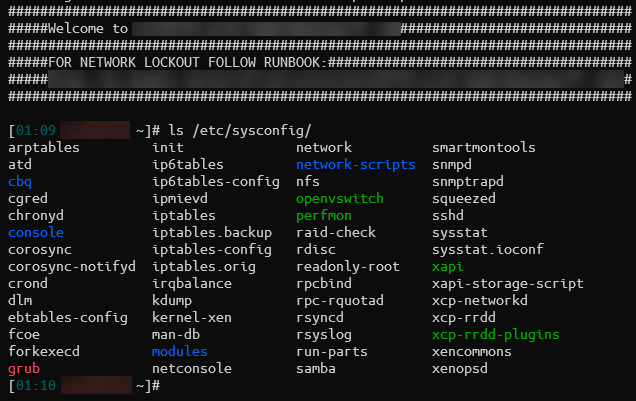 ################################################################################
#####Welcome to #############################
################################################################################
#####FOR NETWORK LOCKOUT FOLLOW RUNBOOK:######################################
##### #
################################################################################
[01:09 ~]# ls /etc/sysconfig/
arptables init network smartmontools
atd ip6tables network-scripts snmpd
cbq ip6tables-config nfs snmptrapd
cgred ipmievd openvswitch squeezed
chronyd iptables perfmon sshd
console iptables.backup raid-check sysstat
corosync iptables-config rdisc sysstat.ioconf
corosync-notifyd iptables.orig readonly-root xapi
crond irqbalance rpcbind xapi-storage-script
dlm kdump rpc-rquotad xcp-networkd
ebtables-config kernel-xen rsyncd xcp-rrdd
fcoe man-db rsyslog xcp-rrdd-plugins
forkexecd modules run-parts xencommons
grub netconsole samba xenopsd
[01:10 ~]#